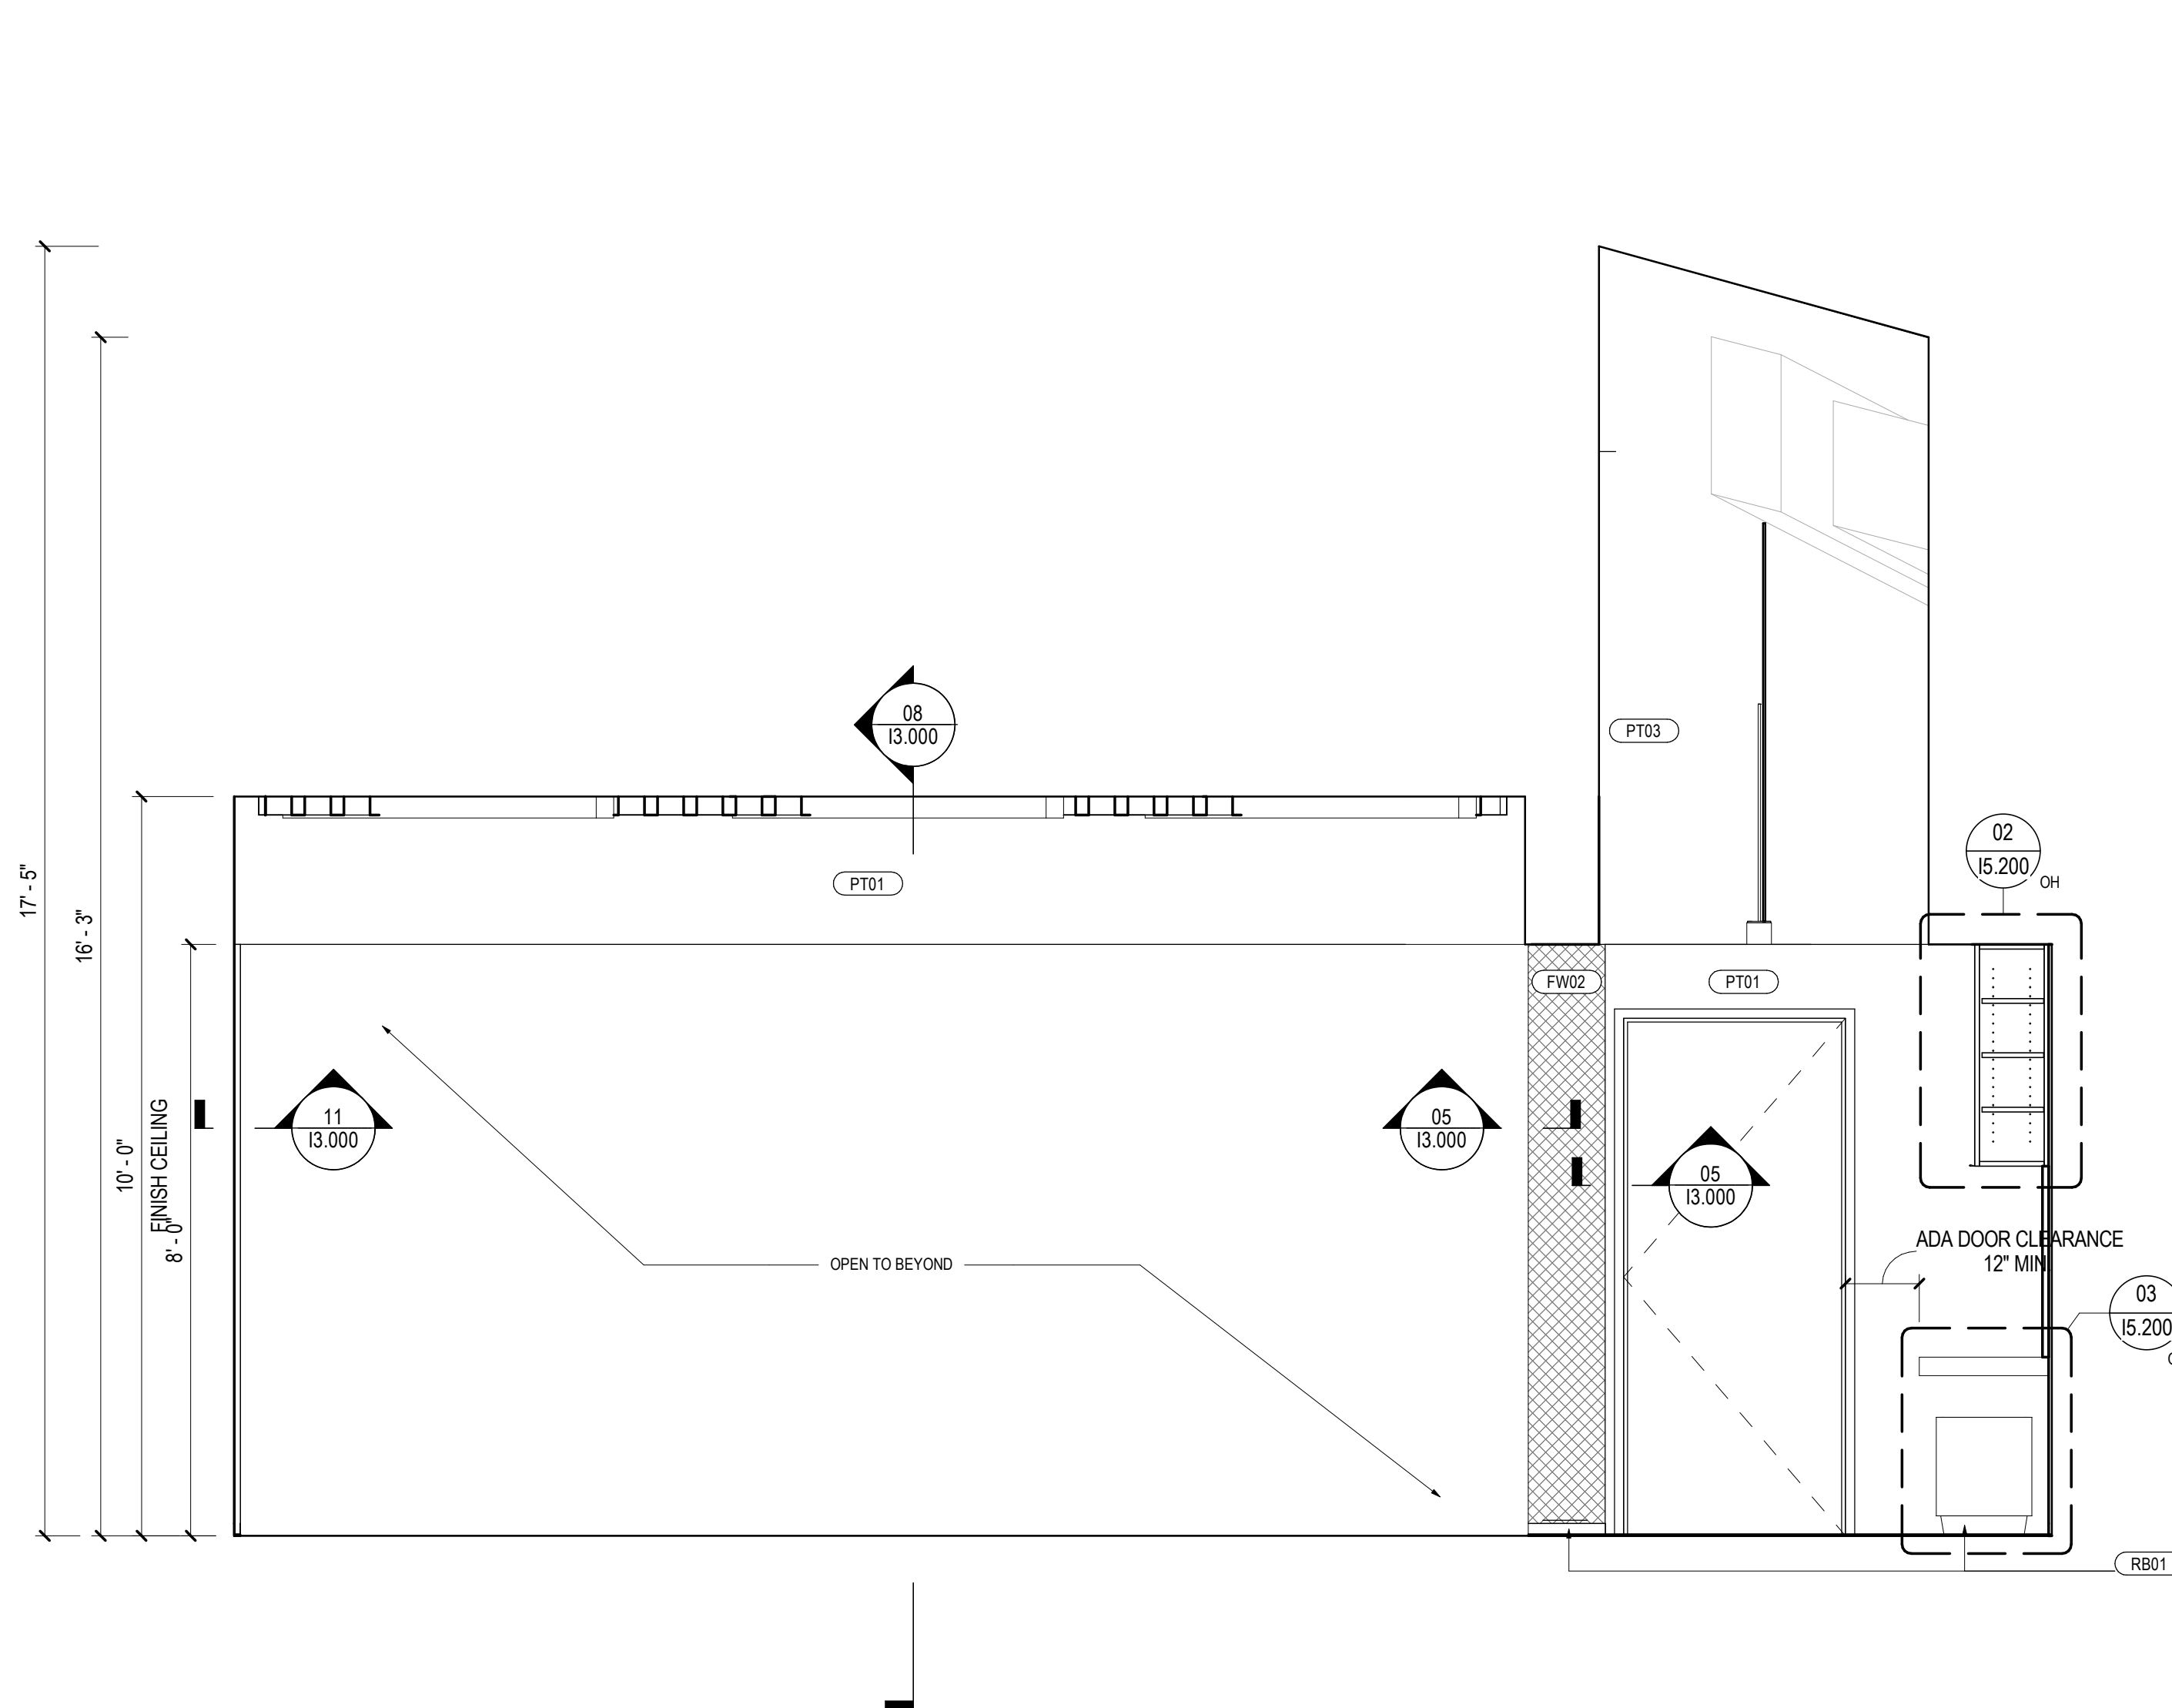 08
I3.000
PT03
02
I5.200
OH
PT01
17' - 5"
16' - 3"
10' - 0"
FINISH CEILING
8' - 0"
FW02
PT01
11
I3.000
05
I3.000
05
I3.000
OPEN TO BEYOND
ADA DOOR CLEARANCE
12" MIN
03
I5.200
RB01